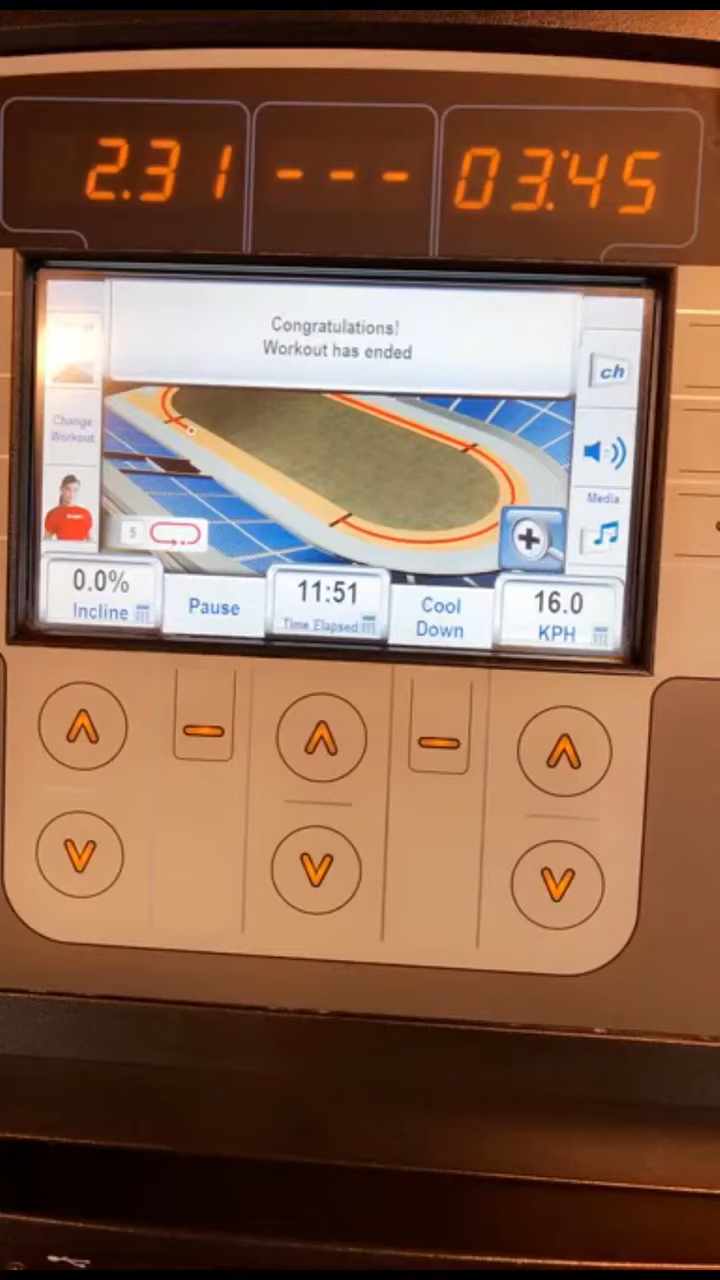 2.31
- - -
03:45
Congratulations!
Workout has ended
Change
Workout
ch
Media
5
0.0%
Incline
Pause
11:51
Time Elapsed
Cool
Down
16.0
KPH